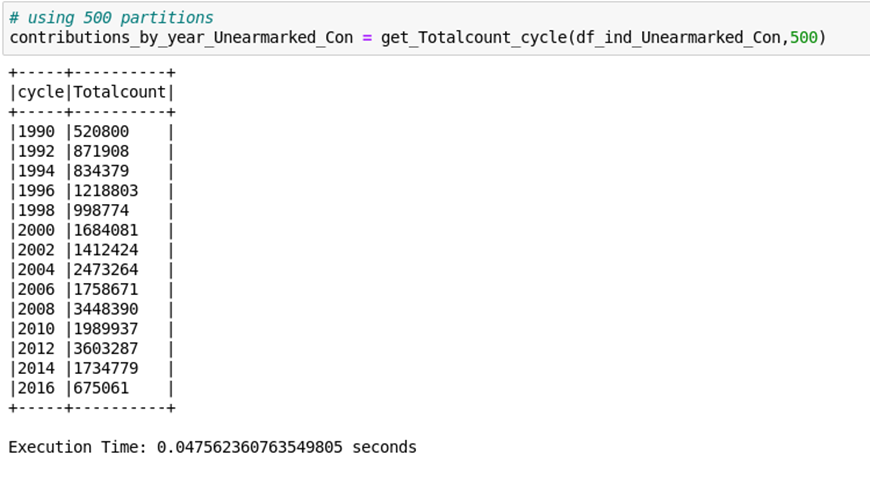 # using 500 partitions
contributions_by_year_Unearmarked_Con = get_Totalcount_cycle(df_ind_Unearmarked_Con,500)
+-----+----------+
|cycle|Totalcount|
+-----+----------+
|1990 |520800    |
|1992 |871908    |
|1994 |834379    |
|1996 |1218803   |
|1998 |998774    |
|2000 |1684081   |
|2002 |1412424   |
|2004 |2473264   |
|2006 |1758671   |
|2008 |3448390   |
|2010 |1989937   |
|2012 |3603287   |
|2014 |1734779   |
|2016 |675061    |
+-----+----------+
Execution Time: 0.047562360763549805 seconds